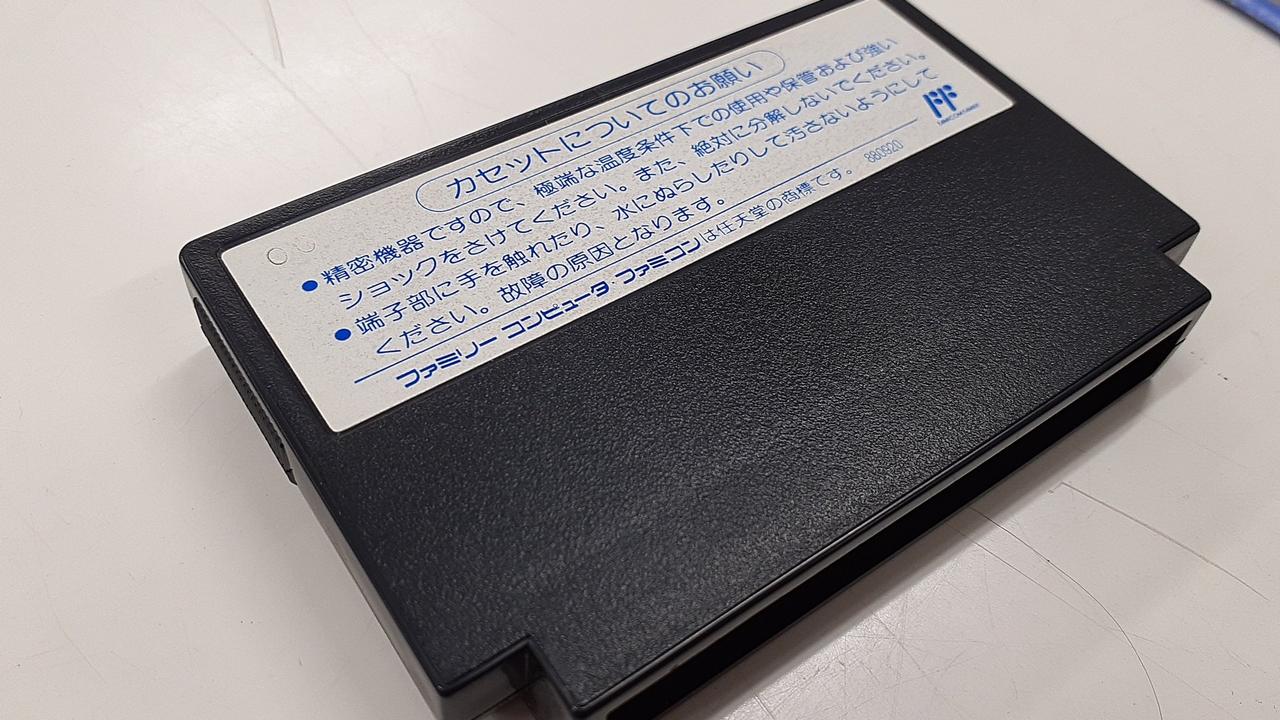 カセットについてのお願い
●精密機器ですので、極端な温度条件下での使用や保管および強い
ショックをさけてください。また、絶対に分解しないでください。
●端子部に手を触れたり、水にぬらしたりして汚さないようにして
ください。故障の原因となります。
ファミリーコンピュータ・ファミコンは任天堂の商標です。
880920
FF